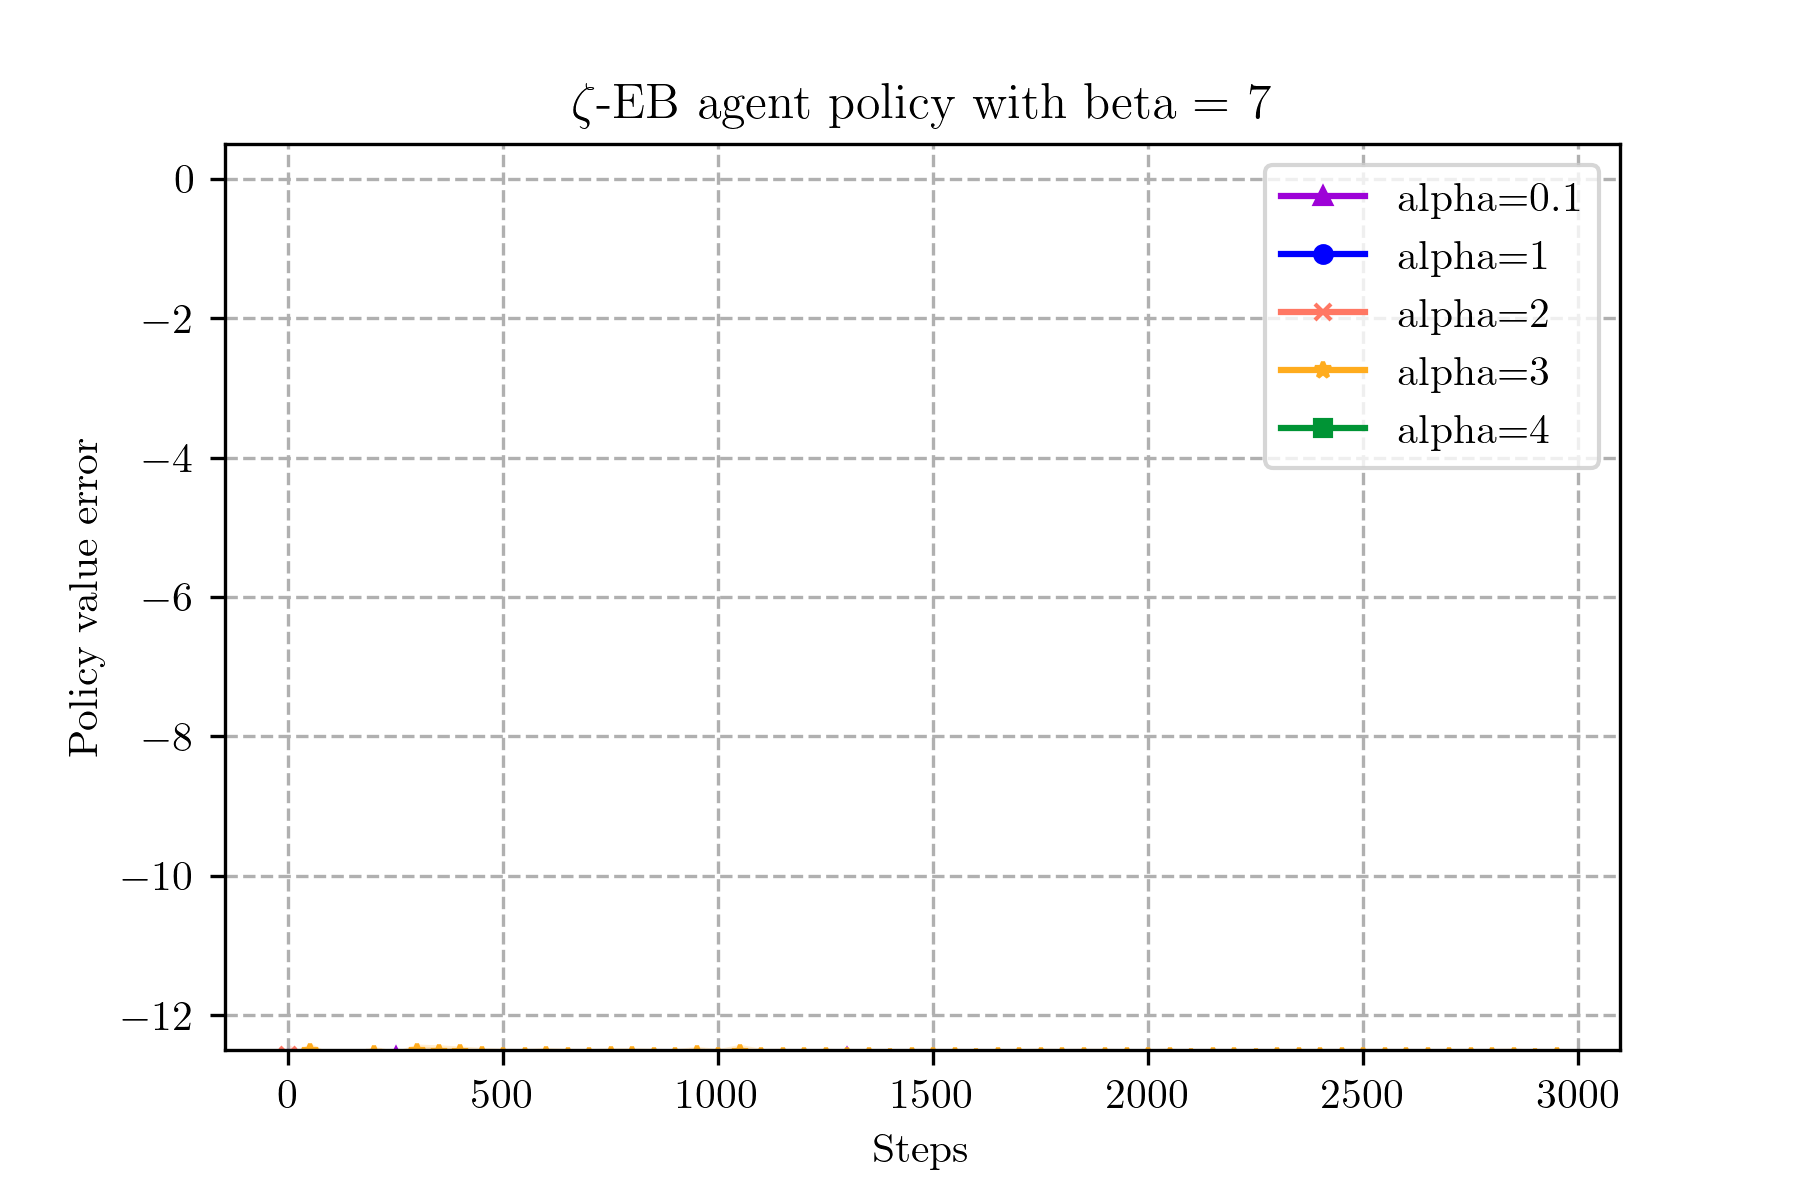 ζ-EB agent policy with beta = 7
0
−2
−4
−6
−8
−10
−12
Policy value error
alpha=0.1
alpha=1
alpha=2
alpha=3
alpha=4
0 500 1000 1500 2000 2500 3000
Steps